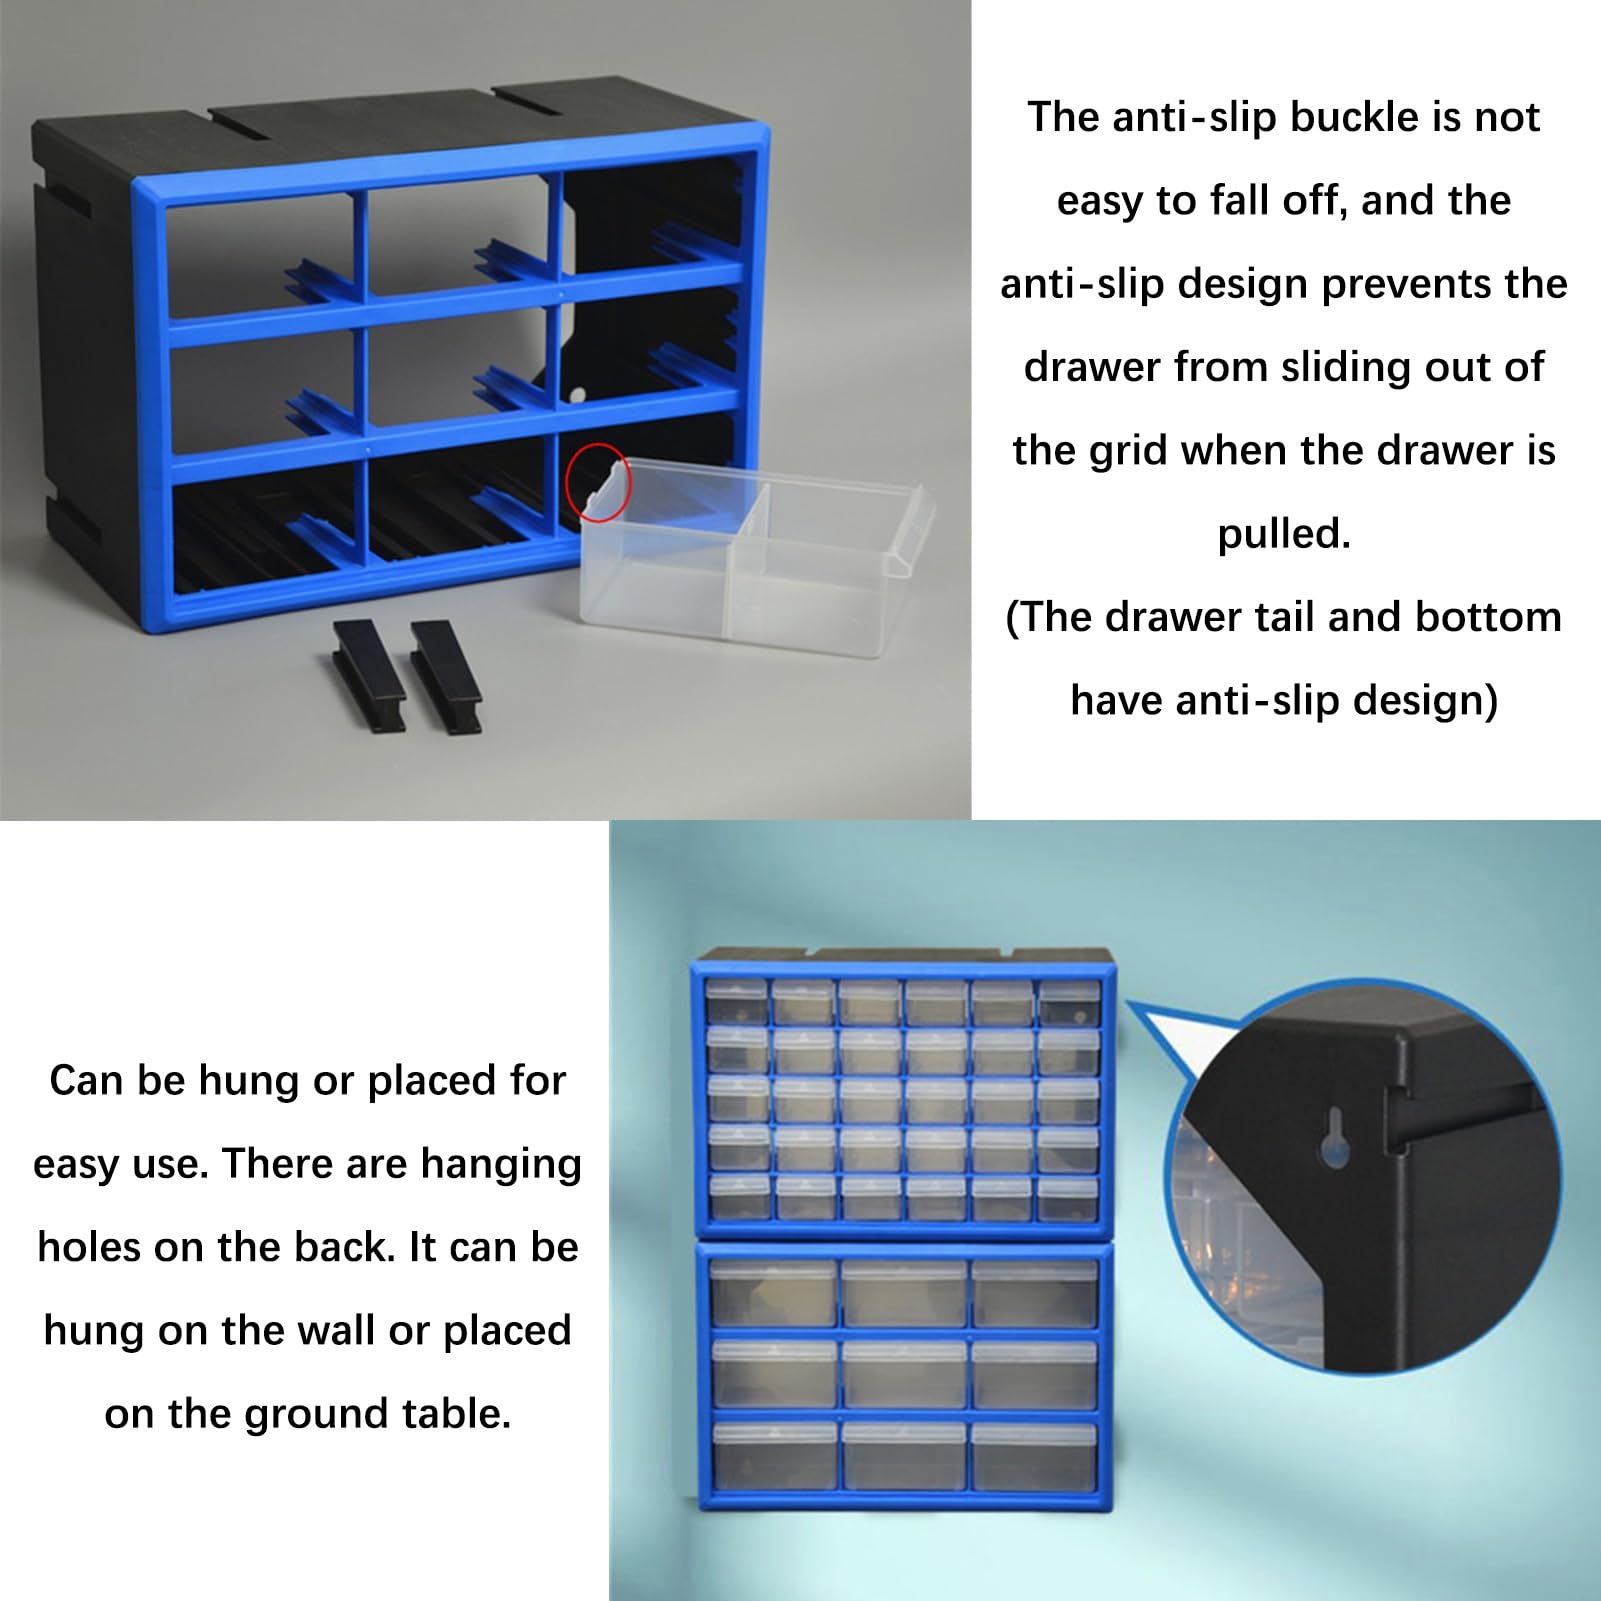 The anti-slip buckle is not
easy to fall off, and the
anti-slip design prevents the
drawer from sliding out of
the grid when the drawer is
pulled.
(The drawer tail and bottom
have anti-slip design)
Can be hung or placed for
easy use. There are hanging
holes on the back. It can be
hung on the wall or placed
on the ground table.